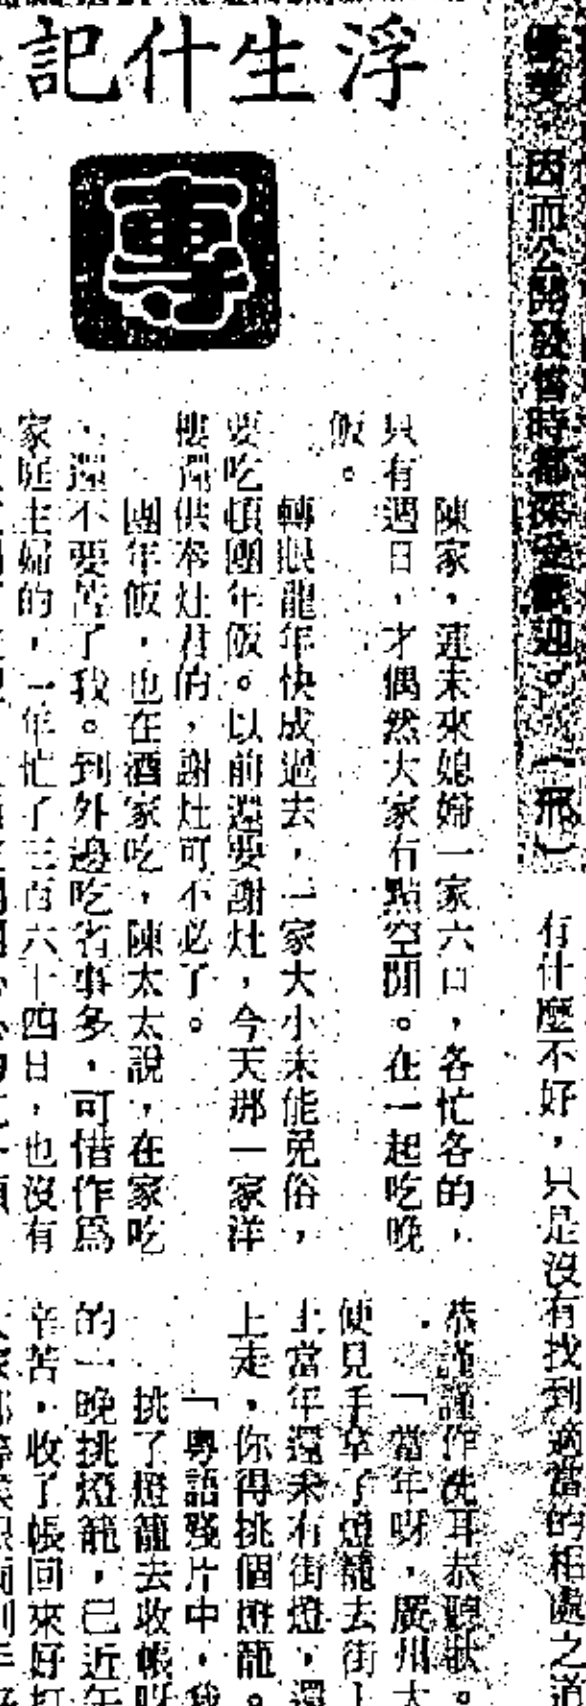 浮生什記
專
因而公開發售時都深受歡迎。（邢）
有什麼不好，只是沒有找到適當的相處之道
陳家，連未來媳婦一家六口，各忙各的，
只有週日，才偶然大家有點空閒。在一起吃晚
飯。
轉眼龍年快成過去，一家大小未能免俗，
要吃頓團年飯。以前還要謝灶，今天那一家洋
樓還供奉灶君的，謝灶可不必了。
團年飯，也在酒家吃，陳太太說，在家吃
，還不要苦了我。到外邊吃省事多，可借作爲
家庭主婦的，一年忙了三百六十四日，也沒有
恭謹謹作洗耳恭聽狀。
「當年呀，廣州大
便見手拿了燈籠去街上
上當年還未有街燈，還
上走，你得挑個燈籠。
「粵語殘片中，我
挑了燈籠去收帳呀
的一晚挑燈籠，已近午
辛苦，收了帳回來好打